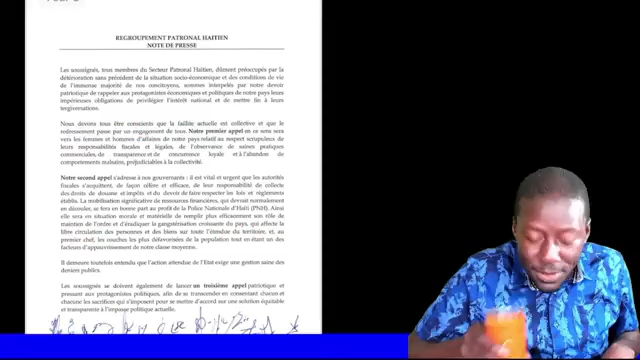 REGROUPEMENT PATRONAL HAITIEN
NOTE DE PRESSE
Les soussignés, tous membres du Secteur Patronal Haïtien, dûment préoccupés par la
détérioration sans précédent de la situation socio-économique et des conditions de vie
de l'immense majorité de nos concitoyens, sommes interpelés par notre devoir
patriotique de rappeler aux protagonistes économiques et politiques de notre pays leurs
impérieuses obligations de privilégier l'intérêt national et de mettre fin à leurs
tergiversations.
Nous devons tous être conscients que la faillite actuelle est collective et que le
redressement passe par un engagement de tous. Notre premier appel en ce sens sera
vers les femmes et hommes d'affaires de notre pays relatif au respect scrupuleux de
leurs responsabilités fiscales et légales, de l'observance de saines pratiques
commerciales, de transparence et de concurrence loyale et à l'abandon de
comportements malsains, préjudiciables à la collectivité.
Notre second appel s'adresse à nos gouvernants : il est vital et urgent que les autorités
fiscales s'acquittent, de façon célère et efficace, de leur responsabilité de collecte
des droits de douane et impôts, et du devoir de faire respecter les lois et règlements
établis. La mobilisation significative de ressources financières, qui devrait normalement
en découler, se fera en bonne part au profit de la Police Nationale d'Haïti (PNH). Ainsi
elle sera en situation morale et matérielle de remplir plus efficacement son rôle de
maintien de l'ordre et d'éradiquer la gangstérisation croissante du pays, qui affecte la
libre circulation des personnes et des biens sur toute l'étendue du territoire, et, au
premier chef, les couches les plus défavorisées de la population tout en étant un des
facteurs d'appauvrissement de notre classe moyenne.
Il demeure toutefois entendu que l'action attendue de l'Etat exige une gestion saine des
deniers publics.
Les soussignés se doivent également de lancer un troisième appel patriotique et
pressant aux protagonistes politiques, afin de se transcender en consentant chacun et
chacune les sacrifices qui s'imposent pour se mettre d'accord sur une solution équitable
et transparente à l'impasse politique actuelle.